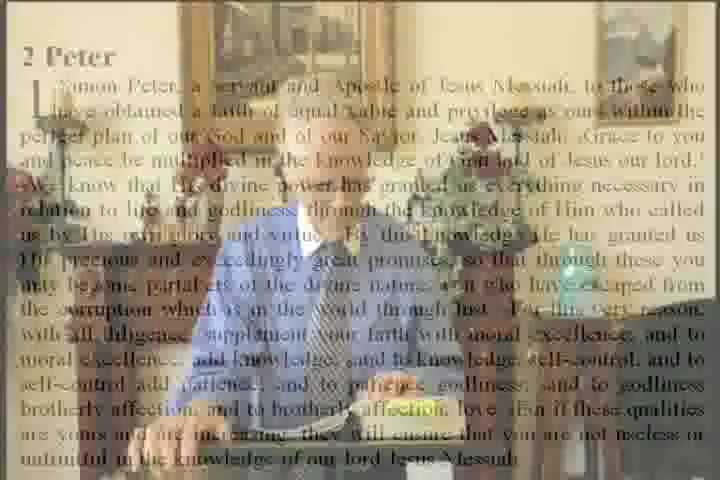 2 Peter
Simon Peter, a servant and Apostle of Jesus Messiah, to those who
have obtained a faith of equal value and privilege as ours within the
perfect plan of our God and of our Savior, Jesus Messiah. Grace to you
and peace be multiplied in the knowledge of God and of Jesus our lord.
We know that His divine power has granted us everything necessary in
relation to life and godliness, through the knowledge of Him who called
us by His own glory and virtue. By this knowledge He has granted us
His precious and exceedingly great promises, so that through these you
may become partakers of the divine nature, you who have escaped from
the corruption which is in the world through lust. For this very reason,
with all diligence, supplement your faith with moral excellence, and to
moral excellence, add knowledge, and to knowledge, self-control, and to
self-control add patience, and to patience godliness, and to godliness
brotherly affection, and to brotherly affection, love. For if these qualities
are yours and are increasing, they will ensure that you are not useless or
unfruitful in the knowledge of our lord Jesus Messiah